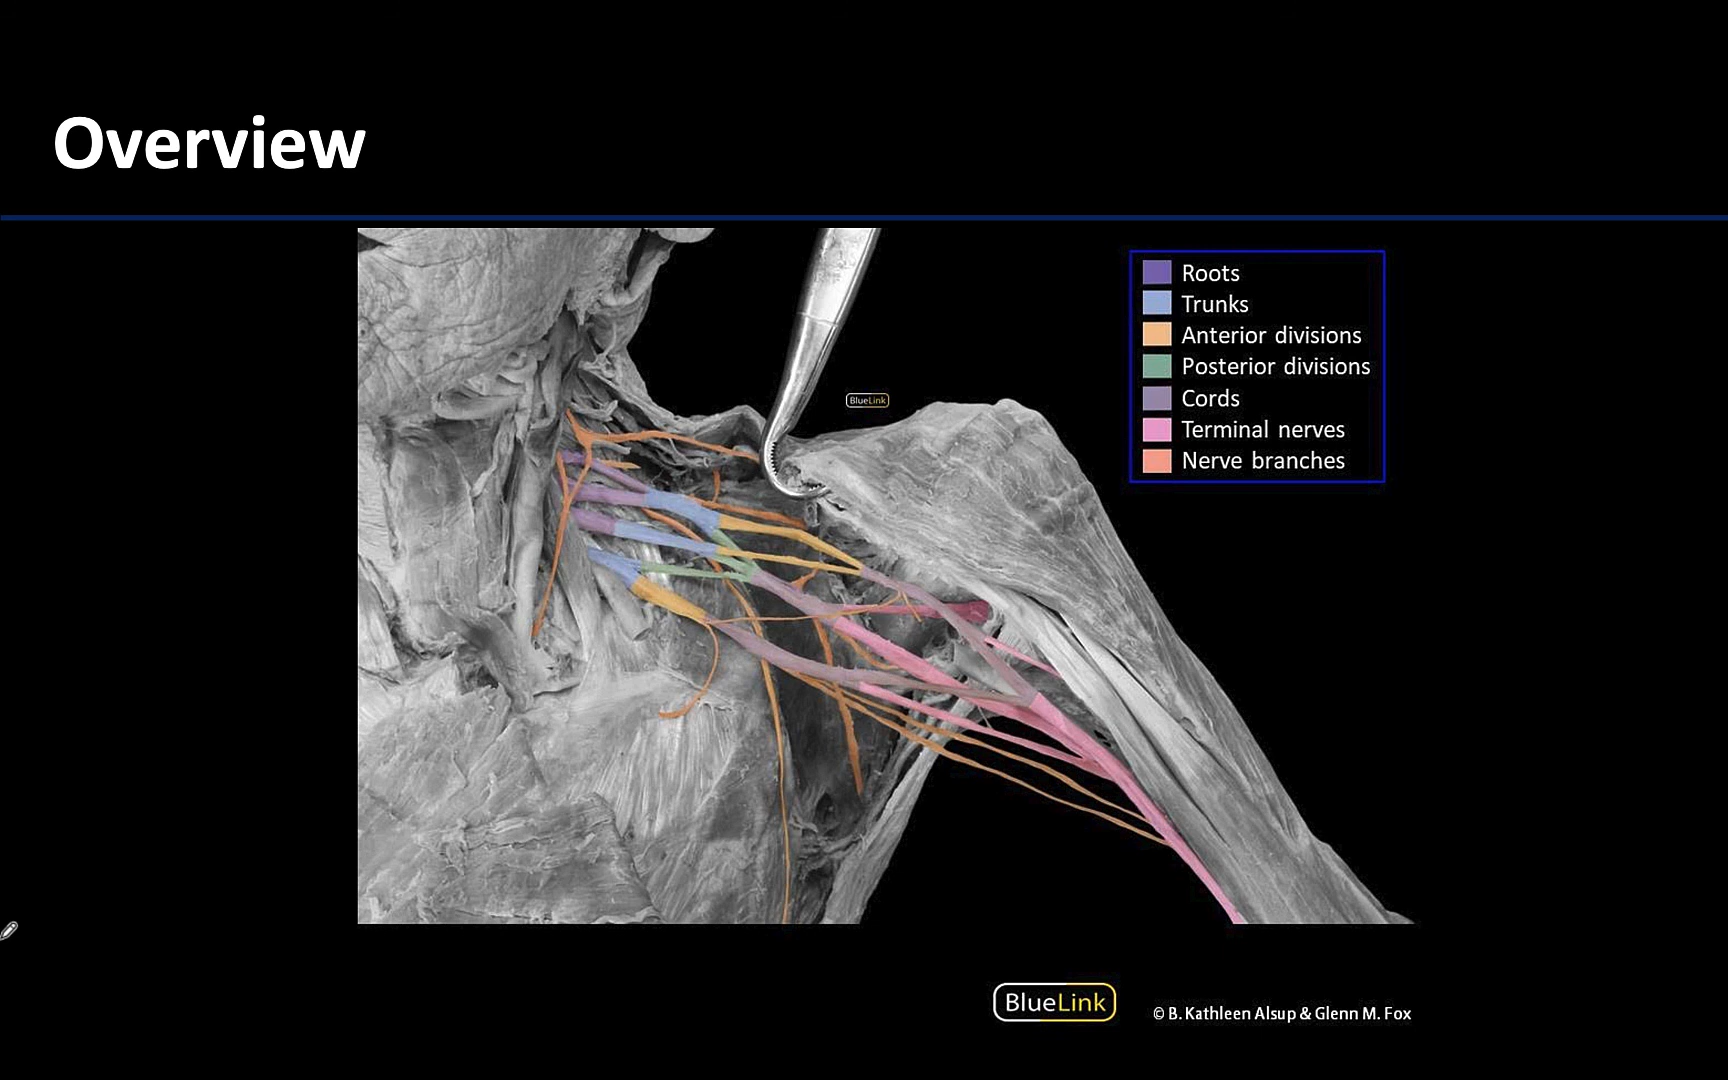 Overview
Roots
Trunks
Anterior divisions
Posterior divisions
Cords
Terminal nerves
Nerve branches
BlueLink
BlueLink
© B. Kathleen Alsup & Glenn M. Fox